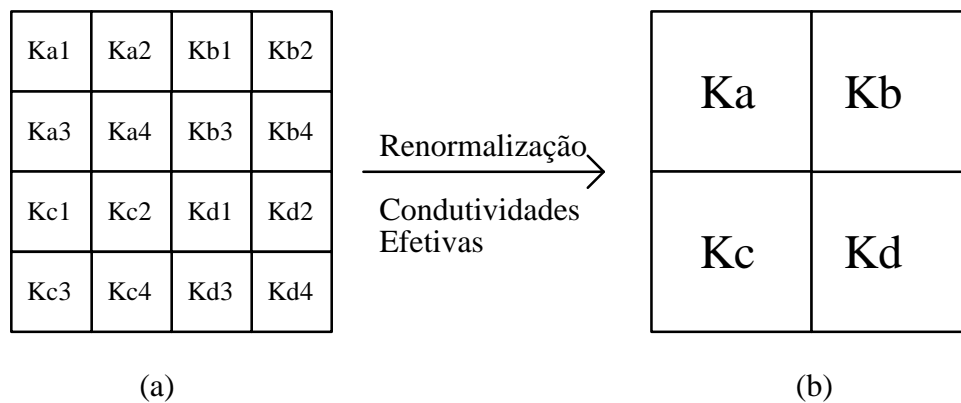 Ka1 Ka2 Kb1 Kb2
Ka3 Ka4 Kb3 Kb4
Kc1 Kc2 Kd1 Kd2
Kc3 Kc4 Kd3 Kd4
(a)
Renormalização
Condutividades
Efetivas
Ka Kb
Kc Kd
(b)